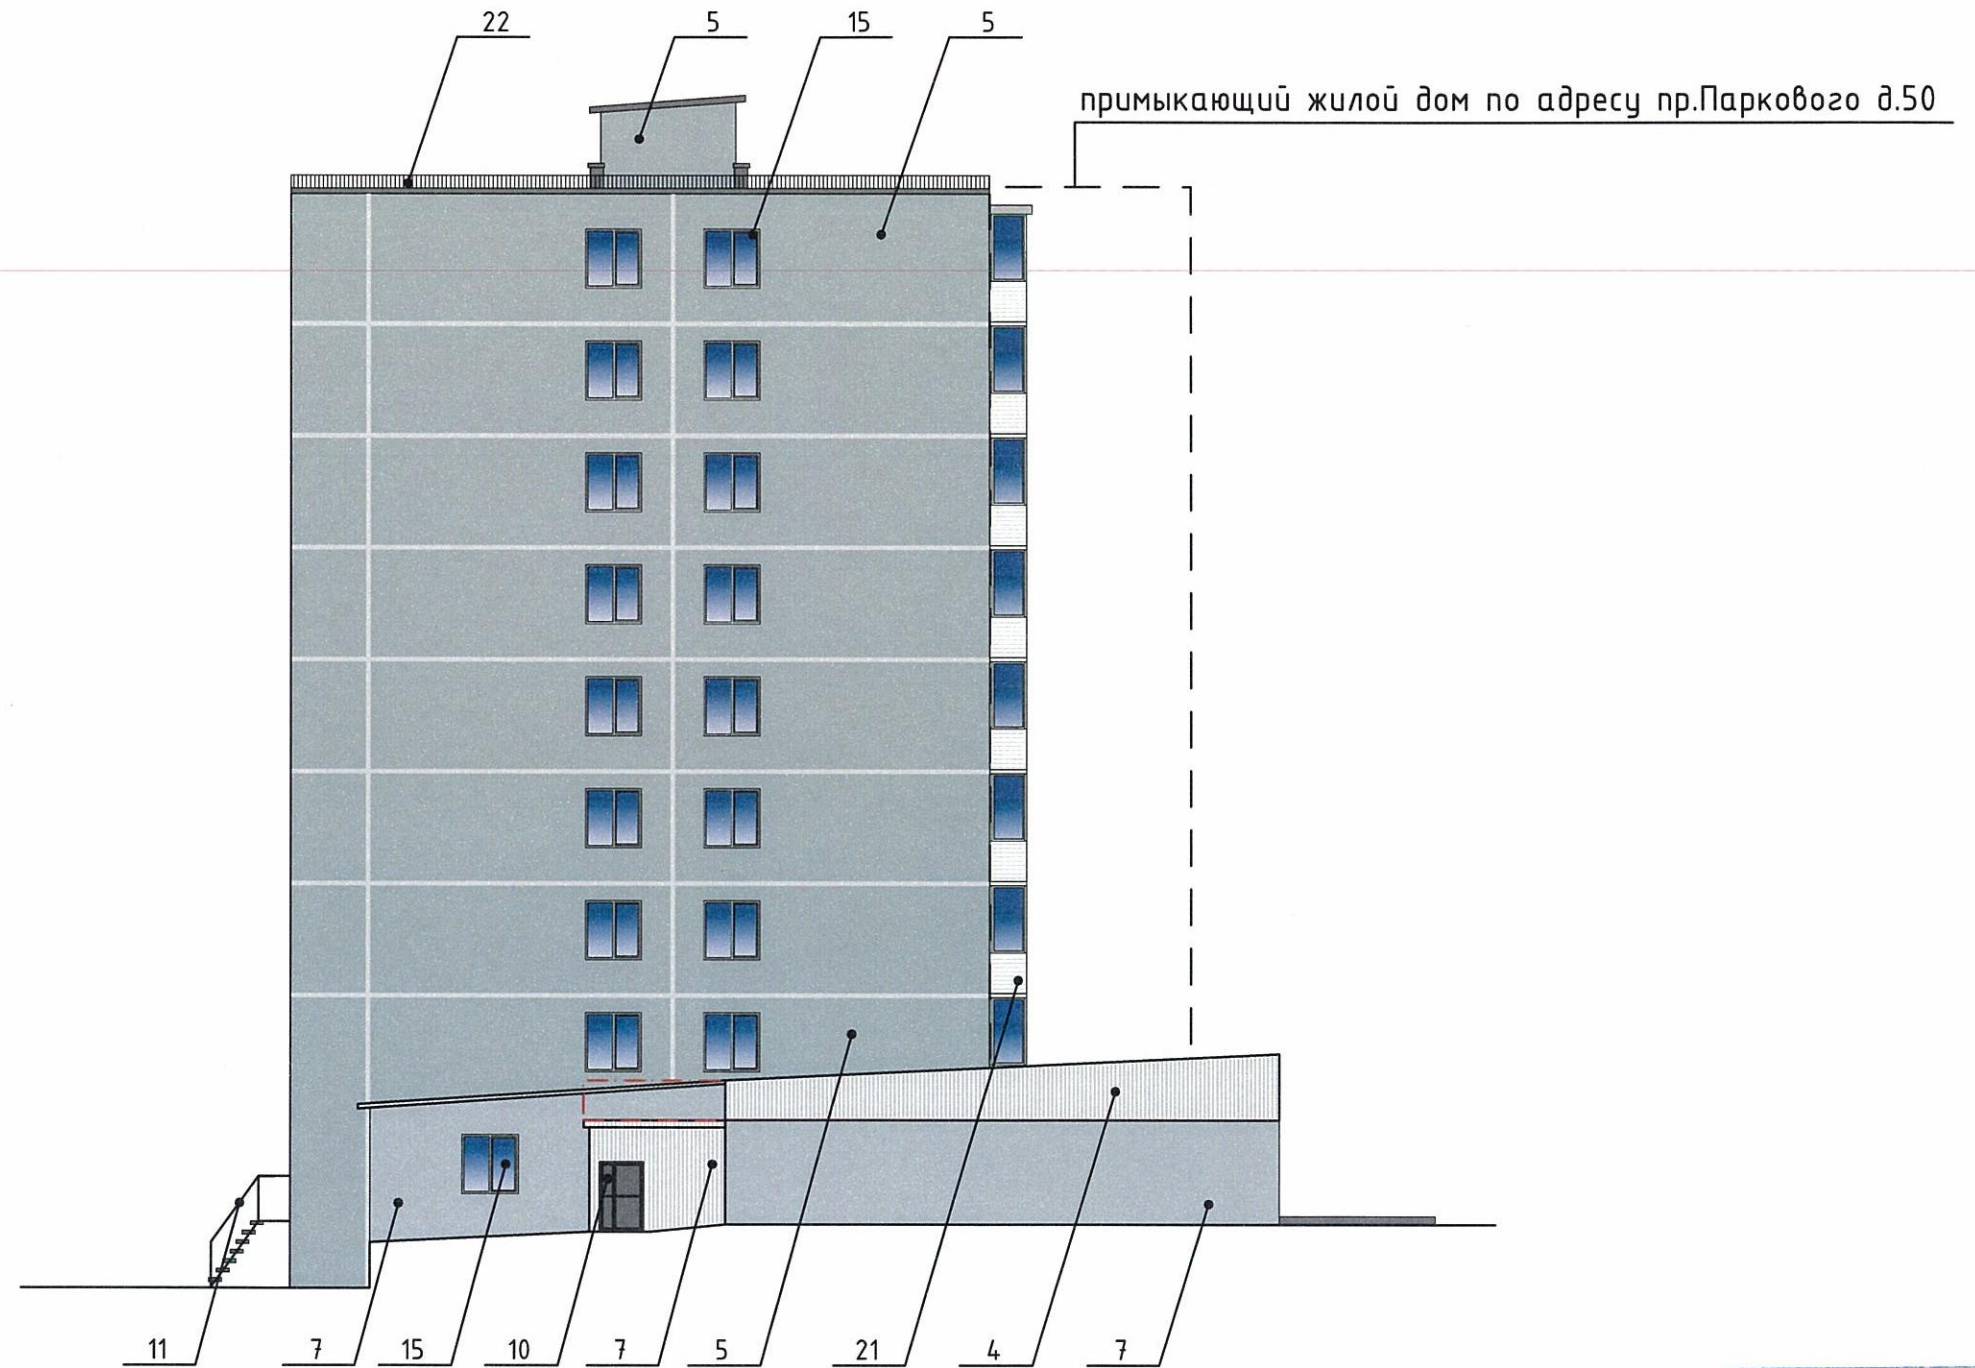 22 5 15 5
примыкающий жилой дом по адресу пр.Паркового д.50
11 7 15 10 7 5 21 4 7